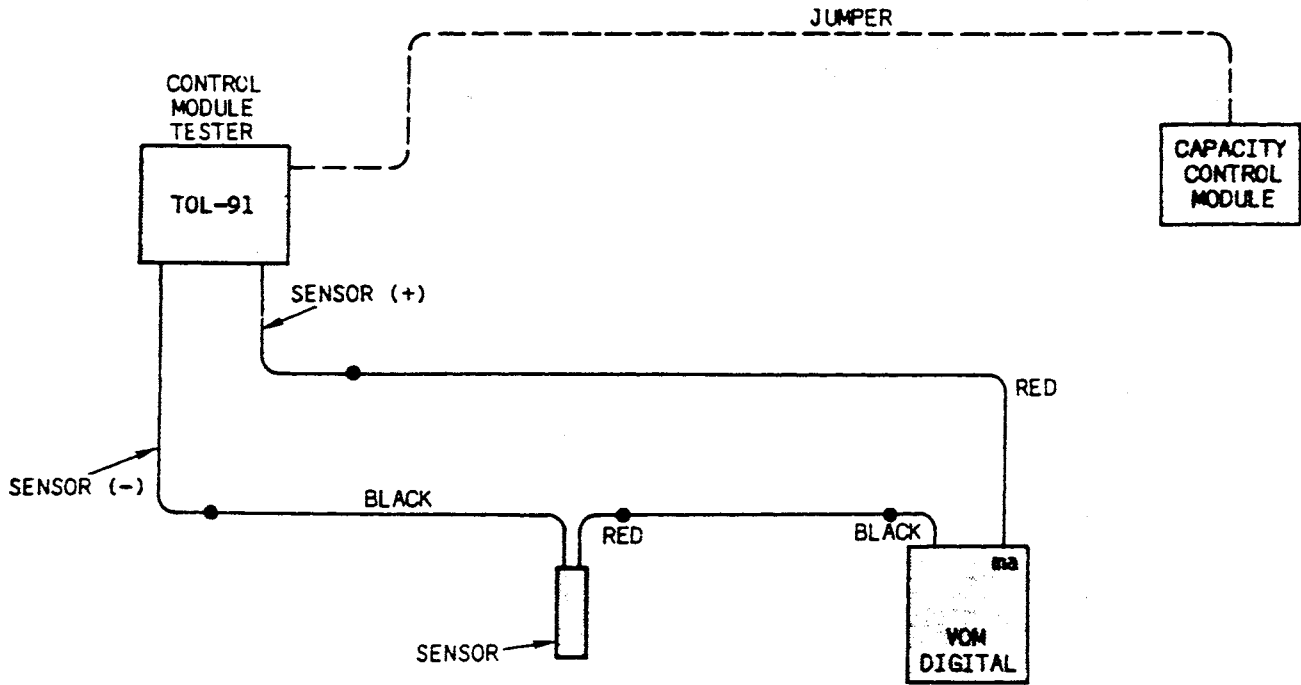 JUMPER
CONTROL
MODULE
TESTER
TOL-91
CAPACITY
CONTROL
MODULE
SENSOR (+)
RED
SENSOR (-)
BLACK
RED
BLACK
ma
VOM
DIGITAL
SENSOR